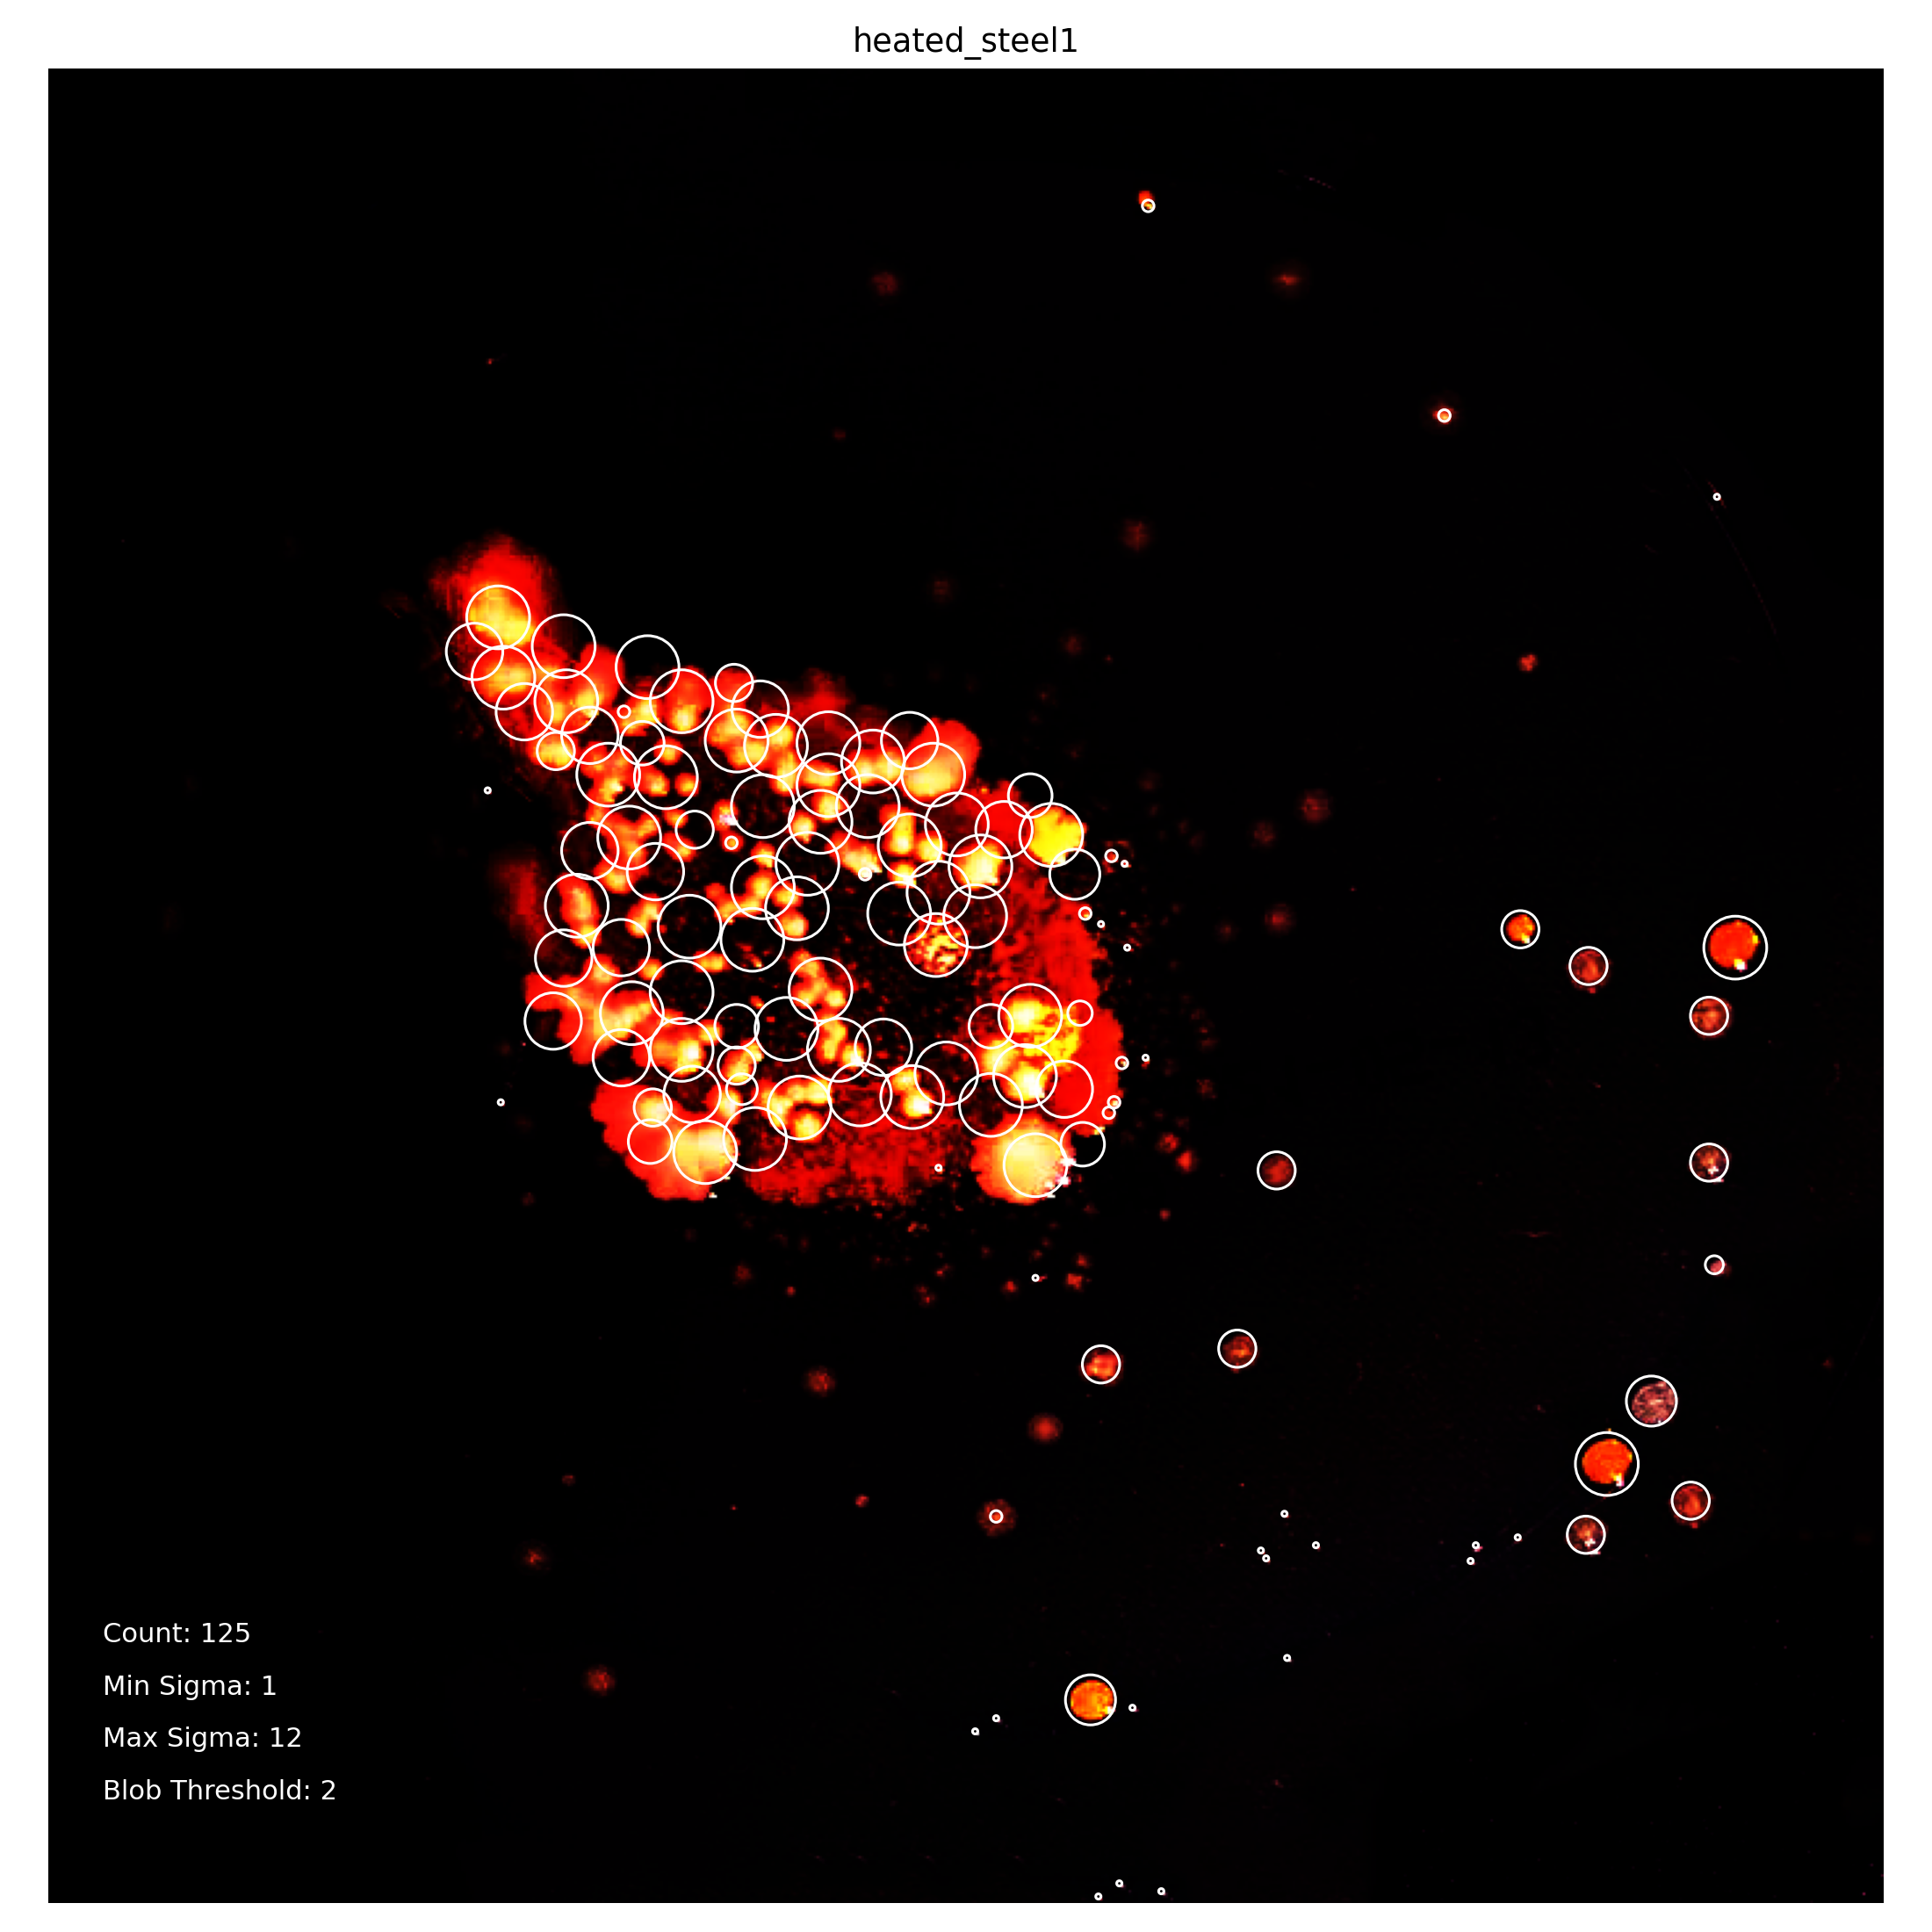 heated_steel1
Count: 125
Min Sigma: 1
Max Sigma: 12
Blob Threshold: 2